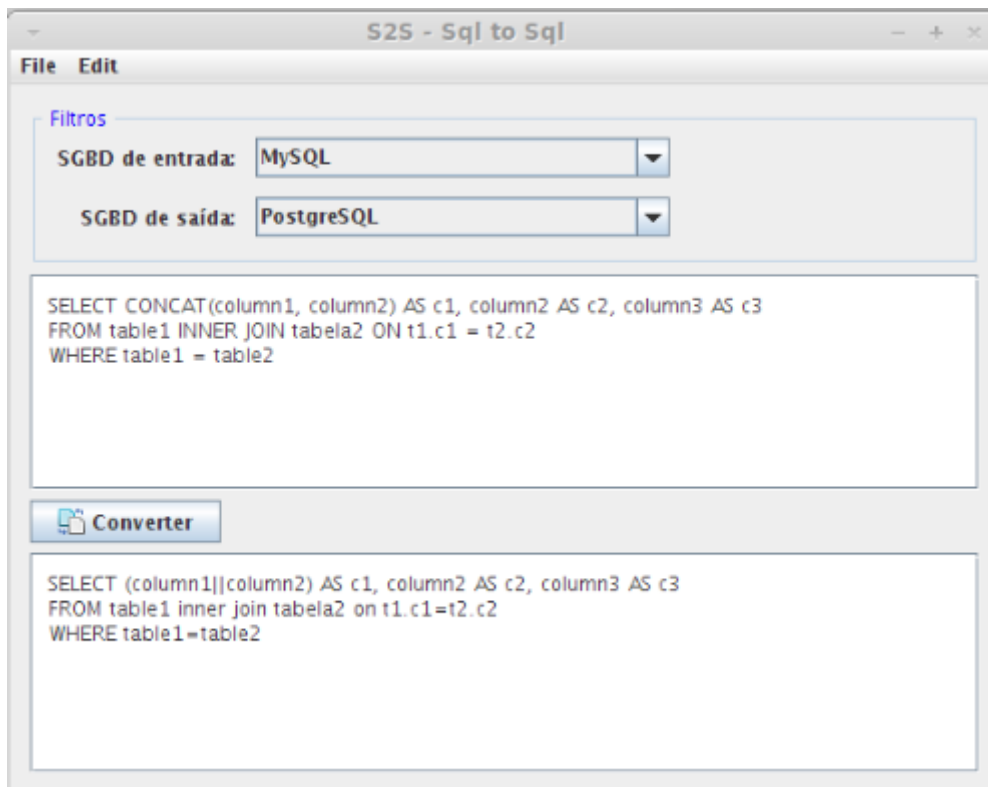 S2S - Sql to Sql
File Edit
Filtros
SGBD de entrada: MySQL
SGBD de saída: PostgreSQL
SELECT CONCAT(column1, column2) AS c1, column2 AS c2, column3 AS c3
FROM table1 INNER JOIN tabela2 ON t1.c1 = t2.c2
WHERE table1 = table2
Converter
SELECT (column1||column2) AS c1, column2 AS c2, column3 AS c3
FROM table1 inner join tabela2 on t1.c1=t2.c2
WHERE table1=table2